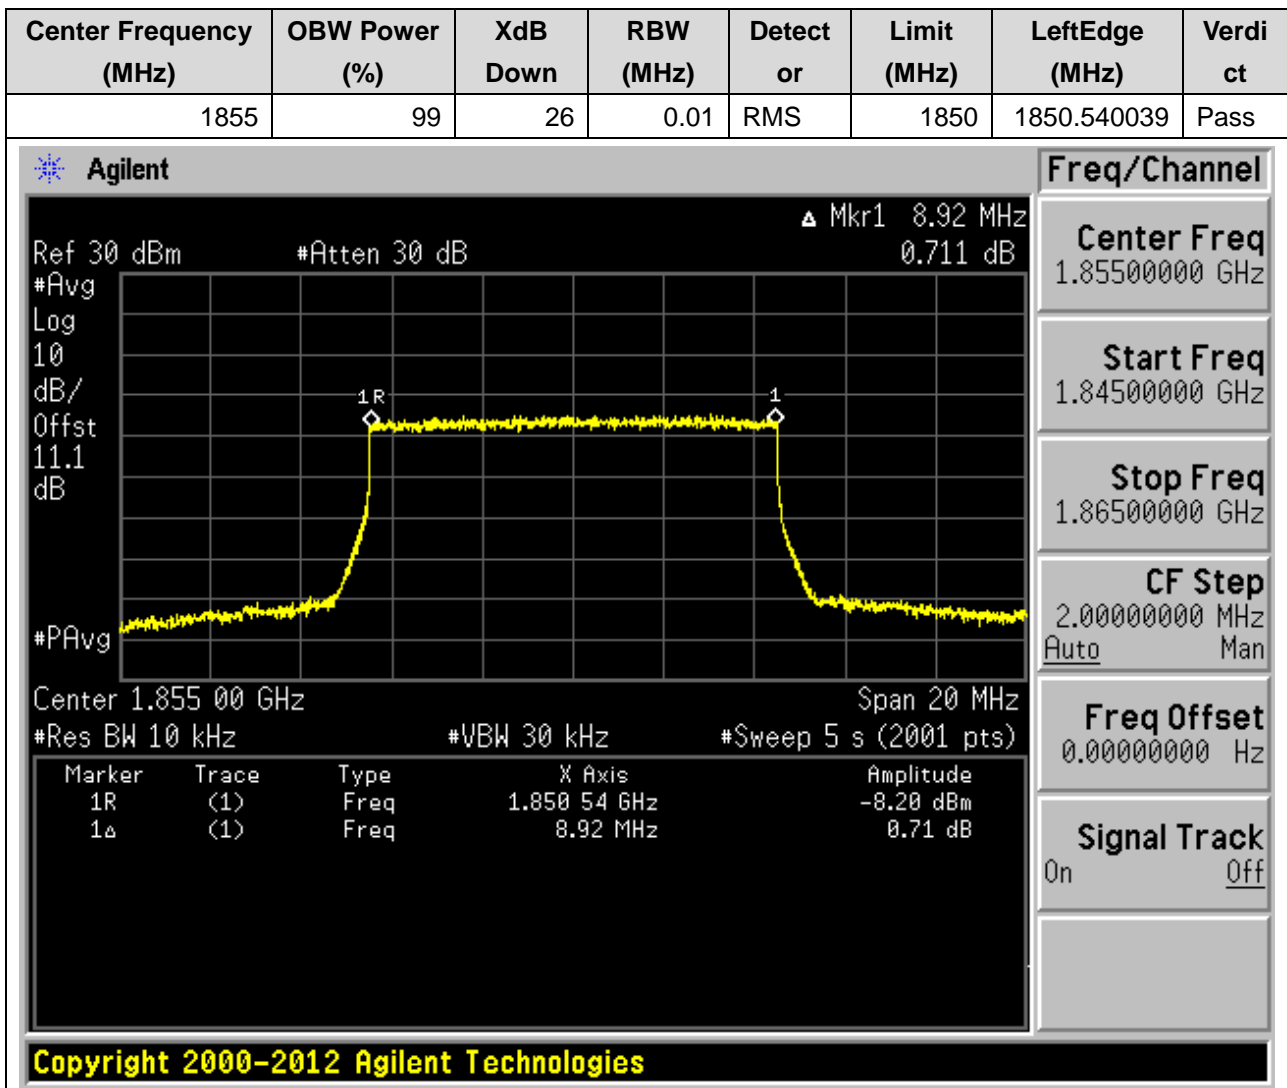 Center Frequency (MHz) OBW Power (%) XdB Down RBW (MHz) Detect or Limit (MHz) LeftEdge (MHz) Verdi ct
1855 99 26 0.01 RMS 1850 1850.540039 Pass
Agilent
Freq/Channel
Δ Mkr1 8.92 MHz
Ref 30 dBm #Atten 30 dB 0.711 dB
#Avg
Log
10
dB/
Offst
11.1
dB
#PAvg
1R
1
Center 1.855 00 GHz Span 20 MHz
#Res BW 10 kHz #VBW 30 kHz #Sweep 5 s (2001 pts)
Marker Trace Type X Axis Amplitude
1R (1) Freq 1.850 54 GHz -8.20 dBm
1Δ (1) Freq 8.92 MHz 0.71 dB
Center Freq
1.85500000 GHz
Start Freq
1.84500000 GHz
Stop Freq
1.86500000 GHz
CF Step
2.00000000 MHz
Auto Man
Freq Offset
0.00000000 Hz
Signal Track
On Off
Copyright 2000-2012 Agilent Technologies